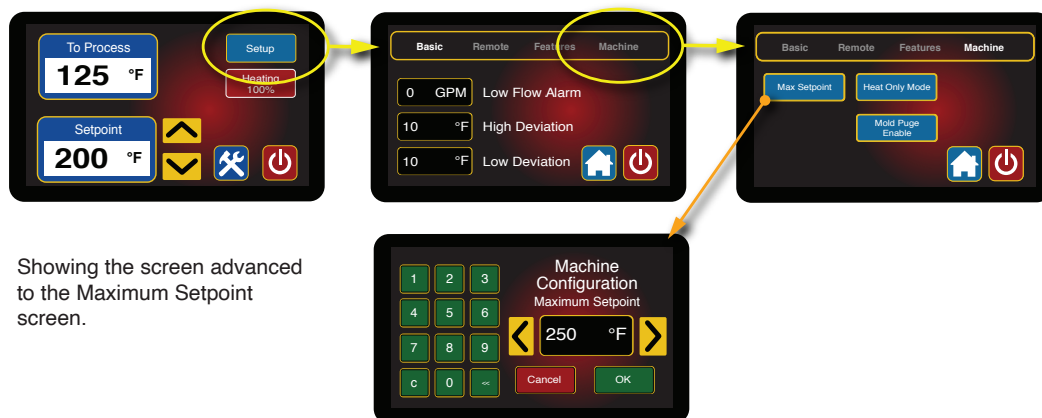 To Process
125 °F
Setup
Heating
100%
Setpoint
200 °F
Basic Remote Features Machine
0 GPM Low Flow Alarm
10 °F High Deviation
10 °F Low Deviation
Basic Remote Features Machine
Max Setpoint
Heat Only Mode
Mold Puge
Enable
Showing the screen advanced
to the Maximum Setpoint
screen.
1 2 3
4 5 6
7 8 9
c 0 <<
Machine
Configuration
Maximum Setpoint
250 °F
Cancel
OK